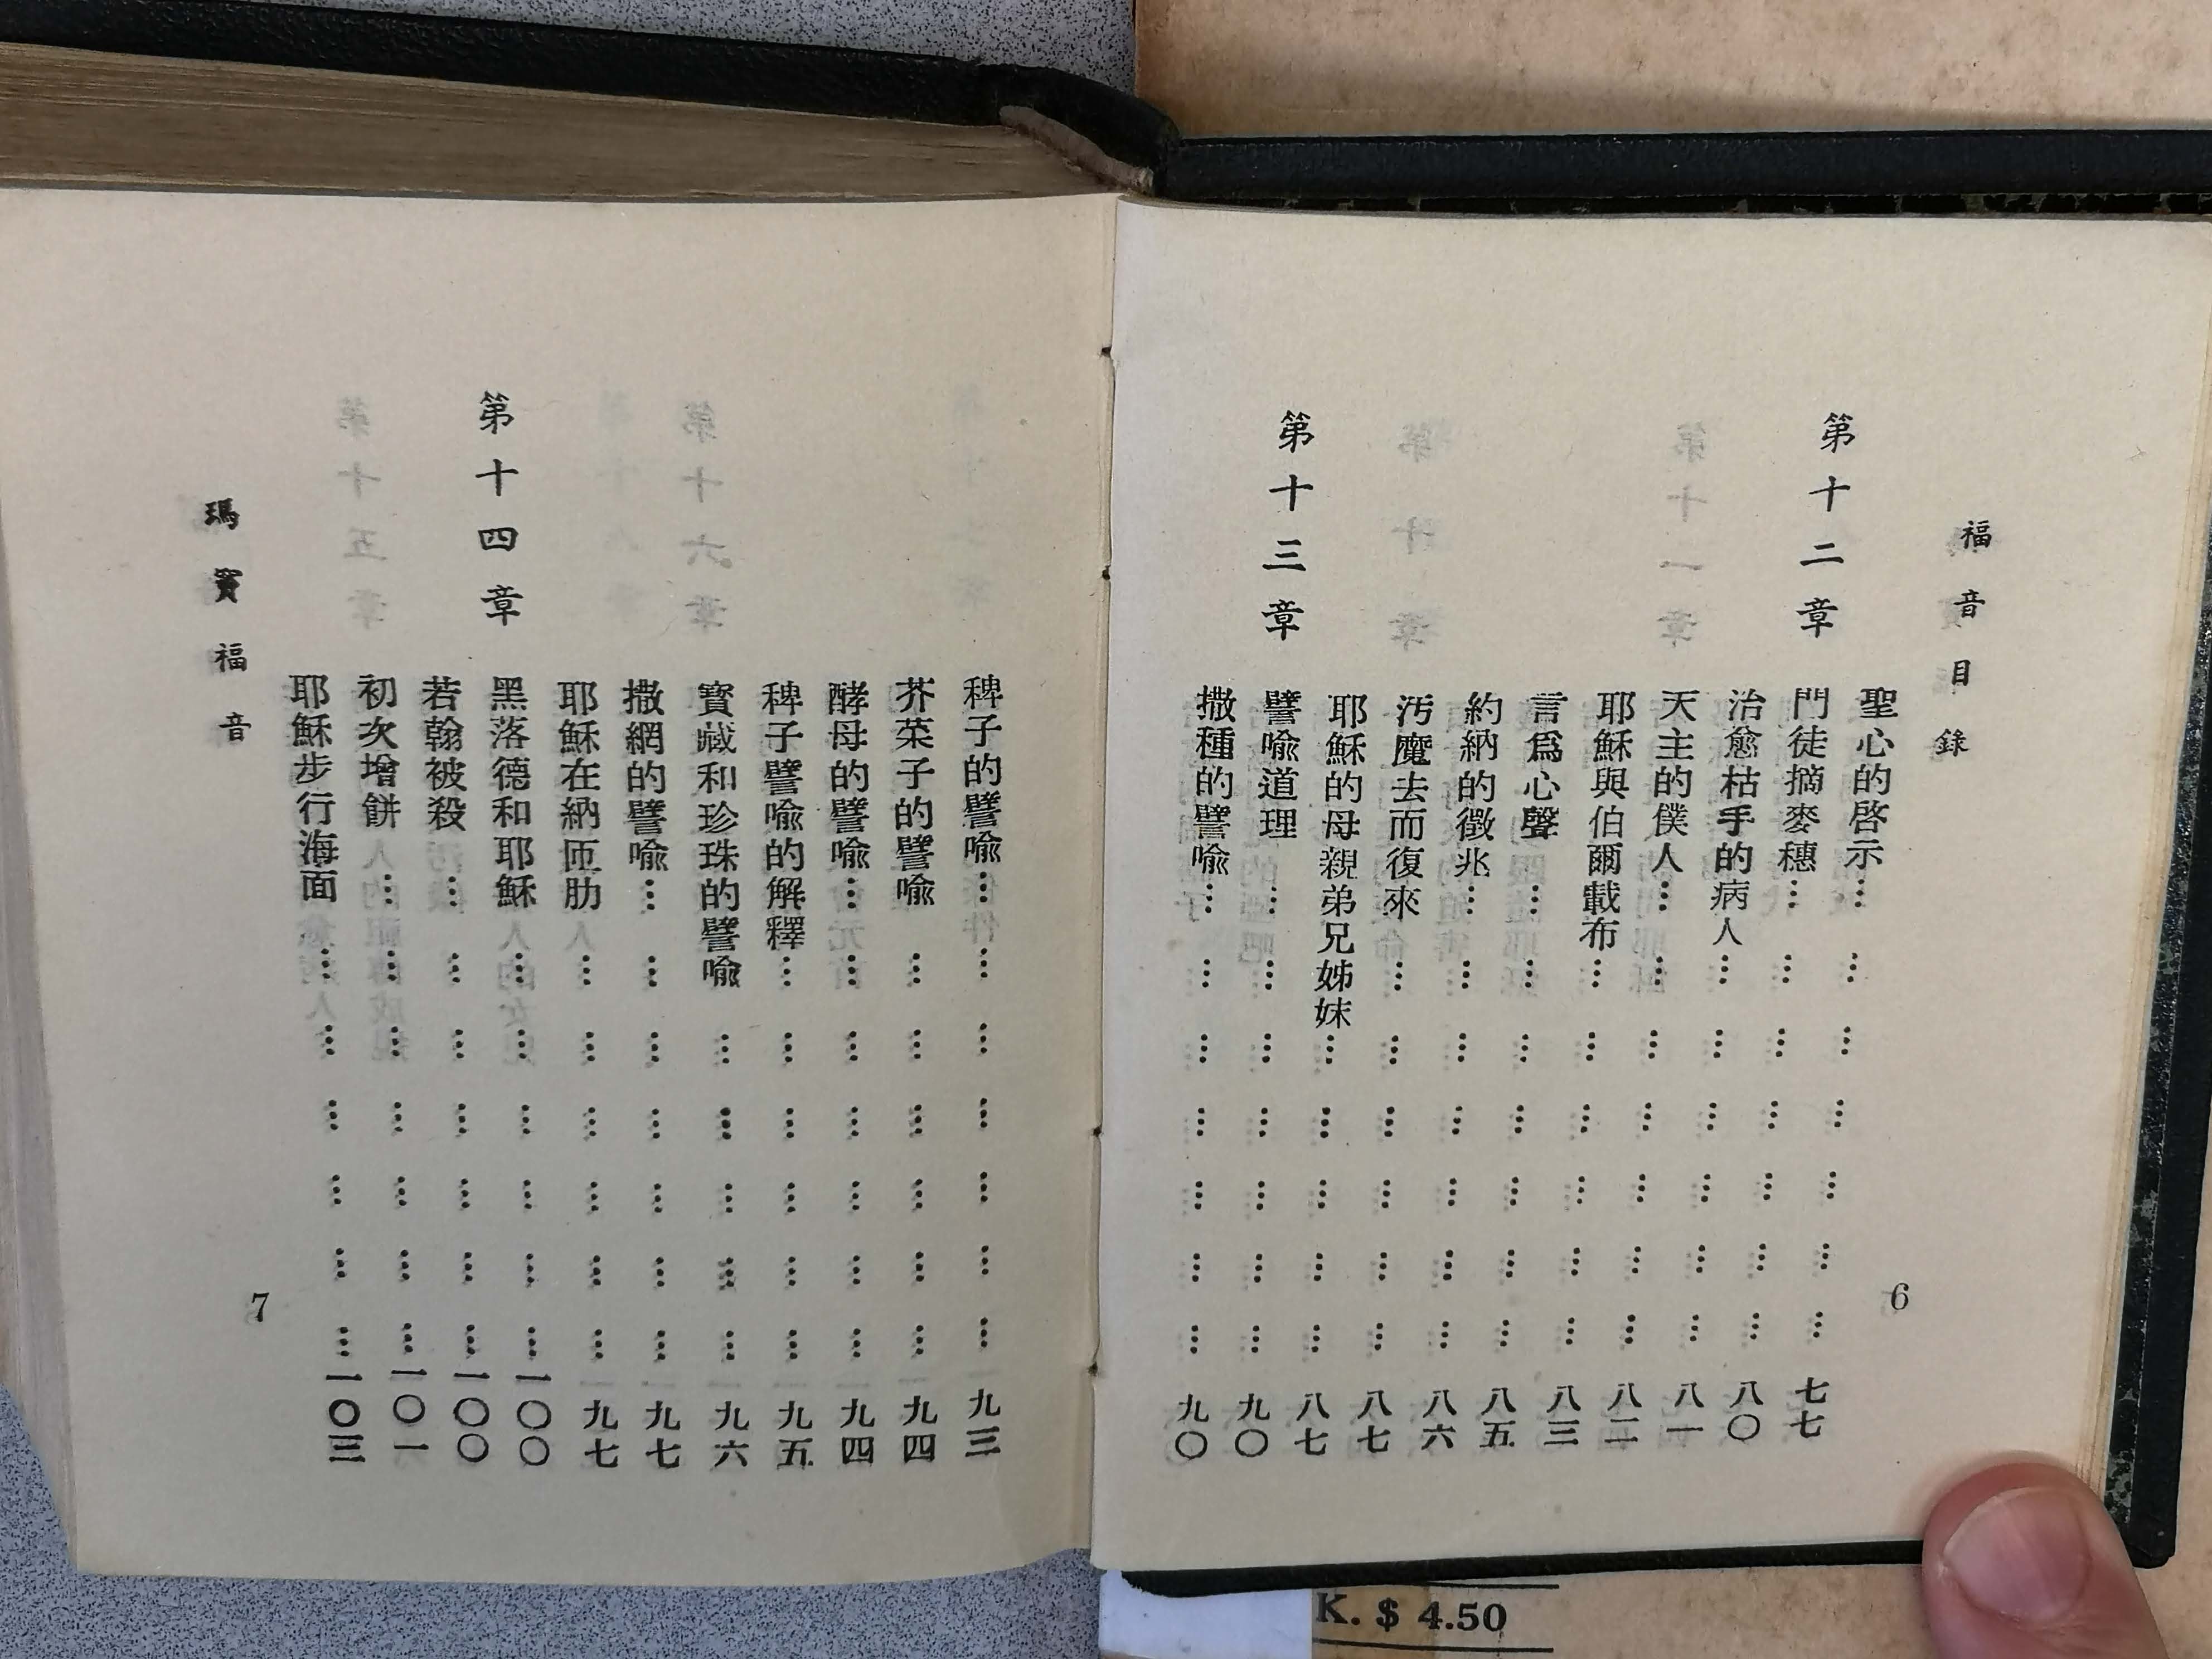 福音目錄
聖心的啓示 七七
第十二章
門徒摘麥穗 八〇
治愈枯手的病人 八一
天主的僕人 八二
耶穌與伯爾載布 八三
言爲心聲 八五
約納的徵兆 八六
汚魔去而復來 八七
耶穌的母親弟兄姊妹 八七
第十三章
譬喻道理 九〇
撒種的譬喻 九〇
6
稗子的譬喻 九三
芥菜子的譬喻 九四
酵母的譬喻 九四
稗子譬喻的解釋 九五
寶藏和珍珠的譬喻 九六
撒網的譬喻 九七
耶穌在納匝肋 九七
第十四章
黑落德和耶穌 一〇〇
若翰被殺 一〇〇
初次增餅 一〇一
耶穌步行海面 一〇三
瑪竇福音
7
K. $ 4.50